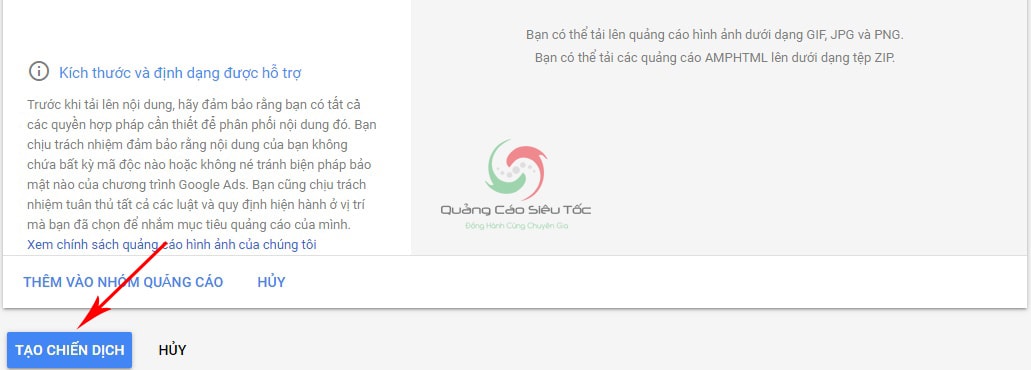 Bạn có thể tải lên quảng cáo hình ảnh dưới dạng GIF, JPG và PNG.
Bạn có thể tải các quảng cáo AMPHTML lên dưới dạng tệp ZIP.
Kích thước và định dạng được hỗ trợ
Trước khi tải lên nội dung, hãy đảm bảo rằng bạn có tất cả
các quyền hợp pháp cần thiết để phân phối nội dung đó. Bạn
chịu trách nhiệm đảm bảo rằng nội dung của bạn không
chứa bất kỳ mã độc nào hoặc không né tránh biện pháp bảo
mật nào của chương trình Google Ads. Bạn cũng chịu trách
nhiệm tuân thủ tất cả các luật và quy định hiện hành ở vị trí
mà bạn đã chọn để nhắm mục tiêu quảng cáo của mình.
Xem chính sách quảng cáo hình ảnh của chúng tôi
Quảng Cáo Siêu Tốc
Đồng Hành Cùng Chuyên Gia
THÊM VÀO NHÓM QUẢNG CÁO HỦY
TẠO CHIẾN DỊCH HỦY